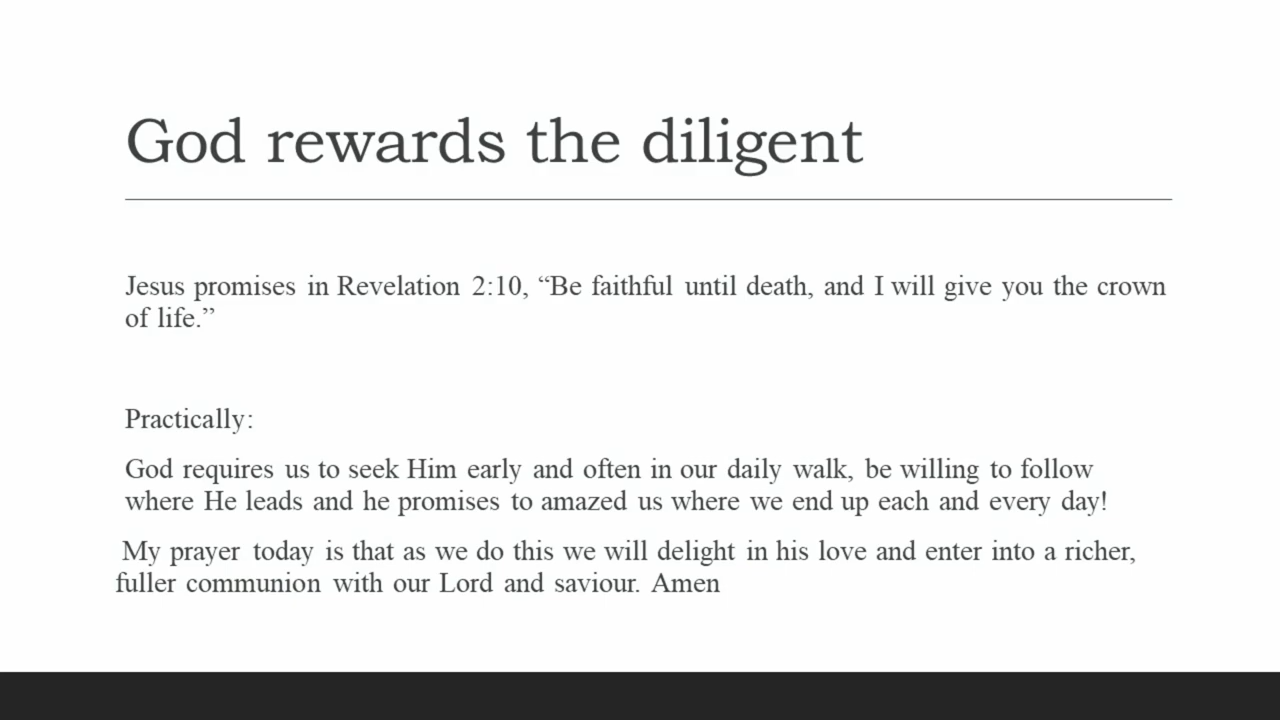 God rewards the diligent
Jesus promises in Revelation 2:10, “Be faithful until death, and I will give you the crown
of life.”
Practically:
God requires us to seek Him early and often in our daily walk, be willing to follow
where He leads and he promises to amazed us where we end up each and every day!
My prayer today is that as we do this we will delight in his love and enter into a richer,
fuller communion with our Lord and saviour. Amen